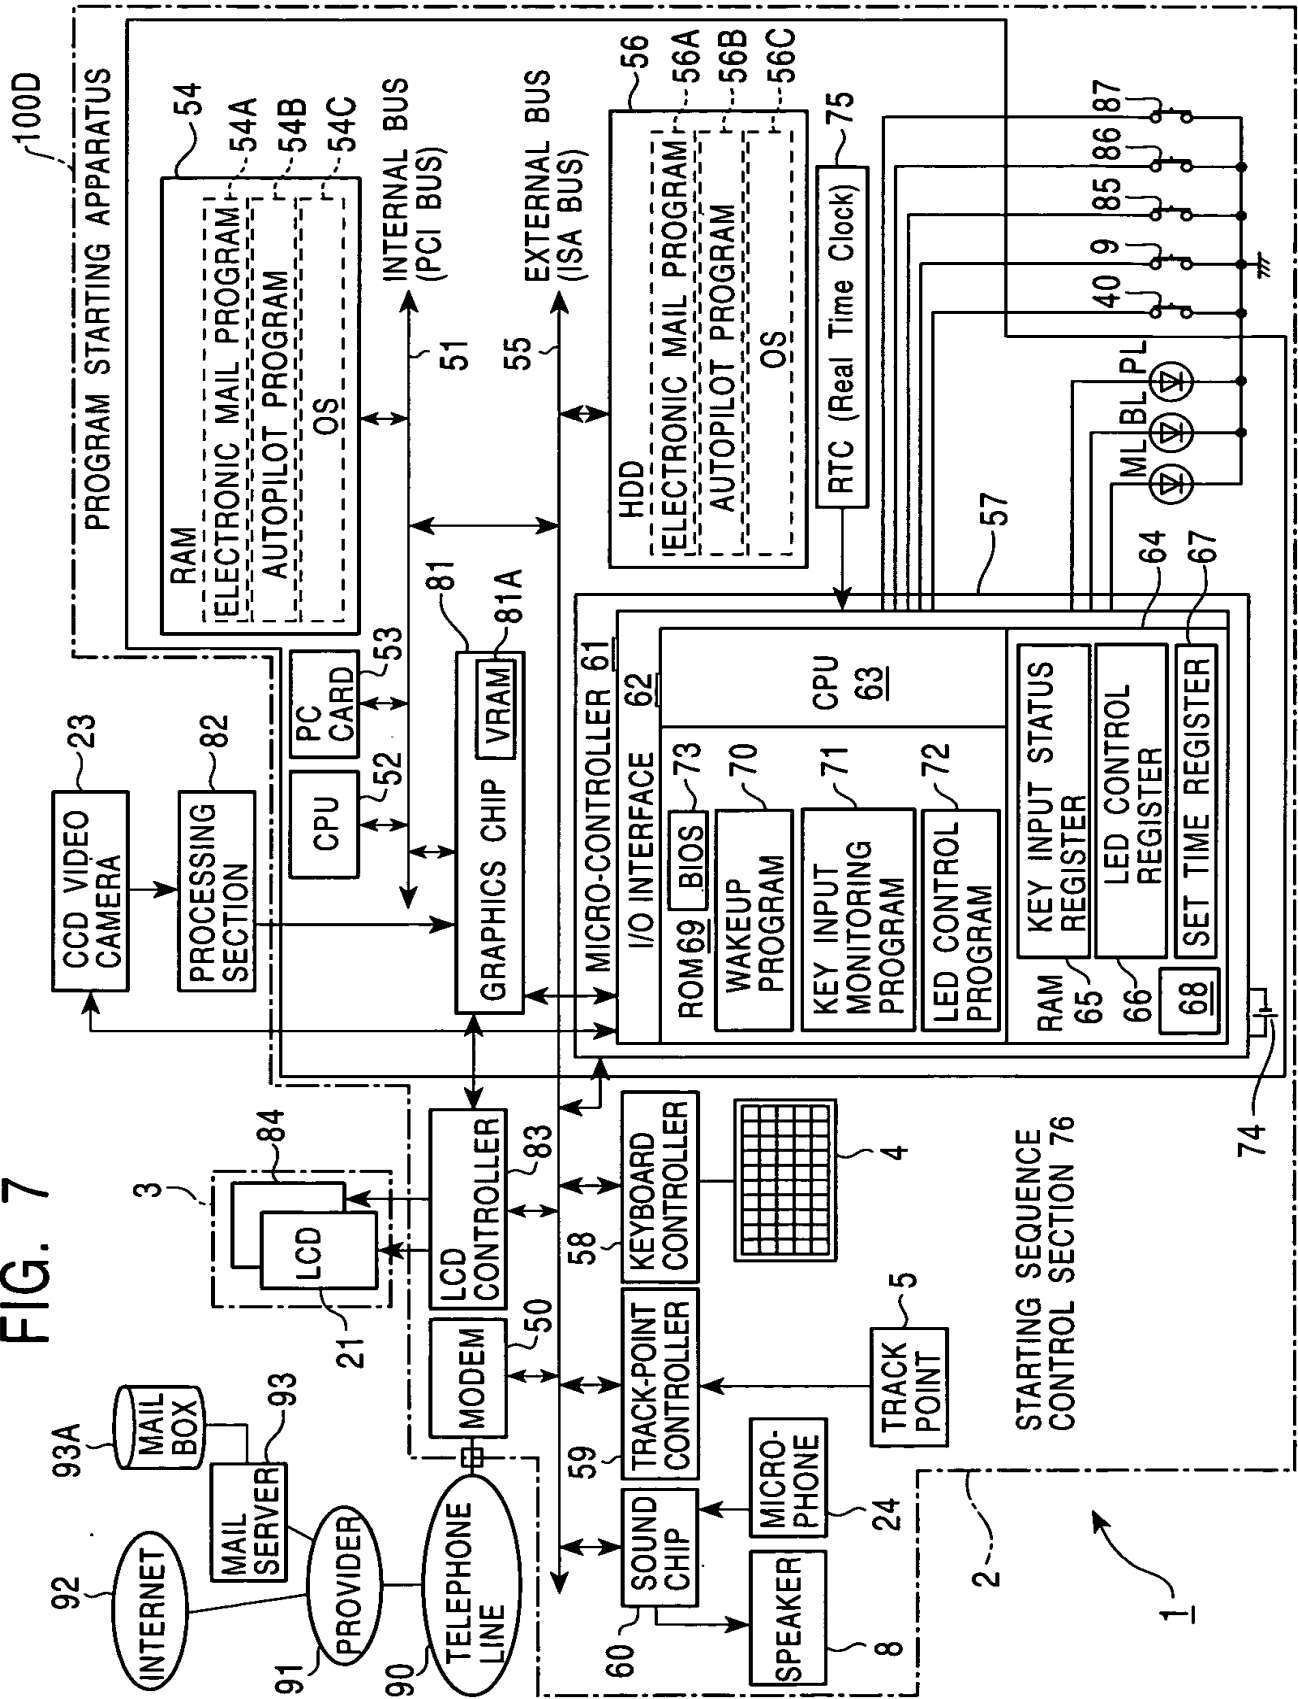 FIG. 7
100D
PROGRAM STARTING APPARATUS
92
INTERNET
93A
MAIL
BOX
MAIL
SERVER
93
91
PROVIDER
90
TELEPHONE
LINE
MODEM
50
3
84
LCD
21
LCD
CONTROLLER
83
CCD VIDEO
CAMERA
23
PROCESSING
SECTION
82
CPU
52
PC
CARD
53
RAM
54
ELECTRONIC MAIL PROGRAM
54A
AUTOPILOT PROGRAM
54B
OS
54C
INTERNAL BUS
(PCI BUS)
51
GRAPHICS CHIP
81
VRAM
81A
EXTERNAL BUS
(ISA BUS)
55
HDD
56
ELECTRONIC MAIL PROGRAM
56A
AUTOPILOT PROGRAM
56B
OS
56C
RTC (Real Time Clock)
75
60
SOUND
CHIP
SPEAKER
8
MICRO-
PHONE
24
59
TRACK-POINT
CONTROLLER
TRACK
POINT
5
58
KEYBOARD
CONTROLLER
4
MICRO-CONTROLLER 61
57
I/O INTERFACE 62
CPU
63
ROM 69
BIOS
73
WAKEUP
PROGRAM
70
KEY INPUT
MONITORING
PROGRAM
71
LED CONTROL
PROGRAM
72
RAM
64
65
KEY INPUT STATUS
REGISTER
66
LED CONTROL
REGISTER
SET TIME REGISTER
67
68
74
ML
BL
PL
40
9
85
86
87
STARTING SEQUENCE
CONTROL SECTION 76
2
1